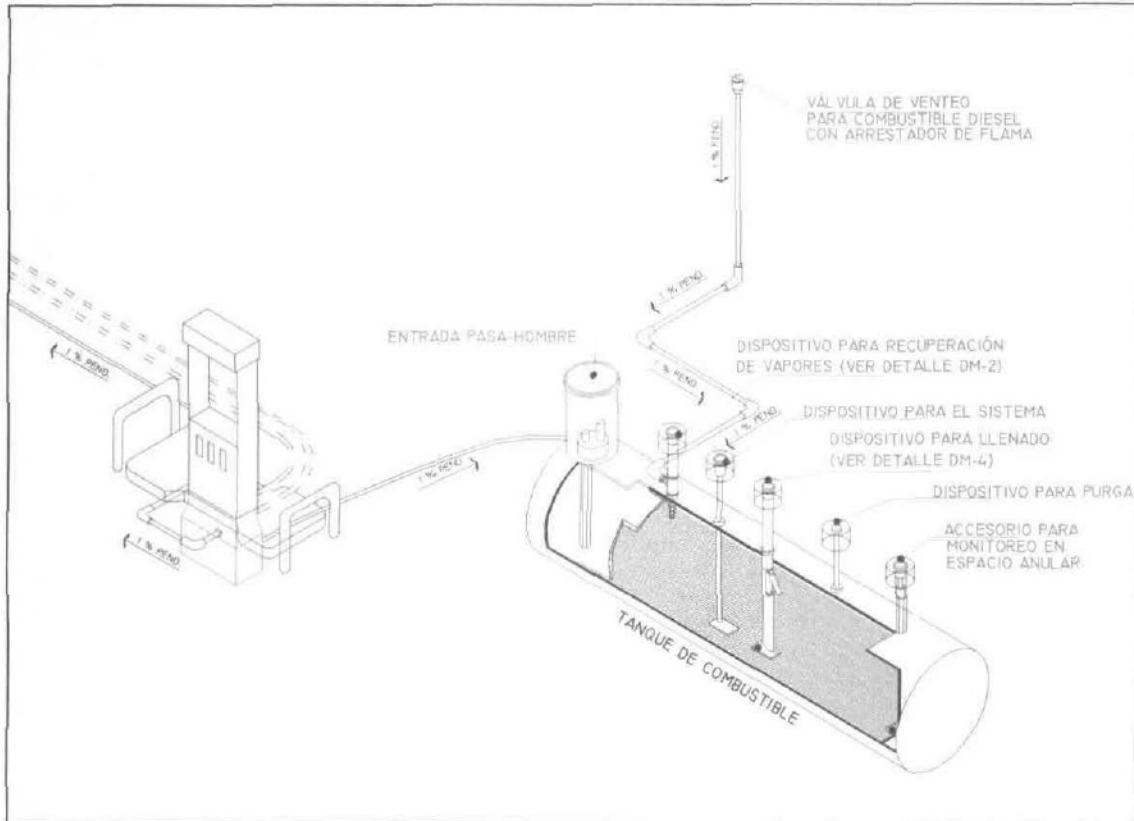 VÁLVULA DE VENTEO
PARA COMBUSTIBLE DIESEL
CON ARRESTADOR DE FLAMA
1 % PEND.
1 % PEND.
ENTRADA PASA-HOMBRE
DISPOSITIVO PARA RECUPERACIÓN
DE VAPORES (VER DETALLE DM-2)
1 % PEND.
1 % PEND.
DISPOSITIVO PARA EL SISTEMA
1 % PEND.
DISPOSITIVO PARA LLENADO
(VER DETALLE DM-4)
1 % PEND.
DISPOSITIVO PARA PURGA
ACCESORIO PARA
MONITOREO EN
ESPACIO ANULAR
1 % PEND.
TANQUE DE COMBUSTIBLE